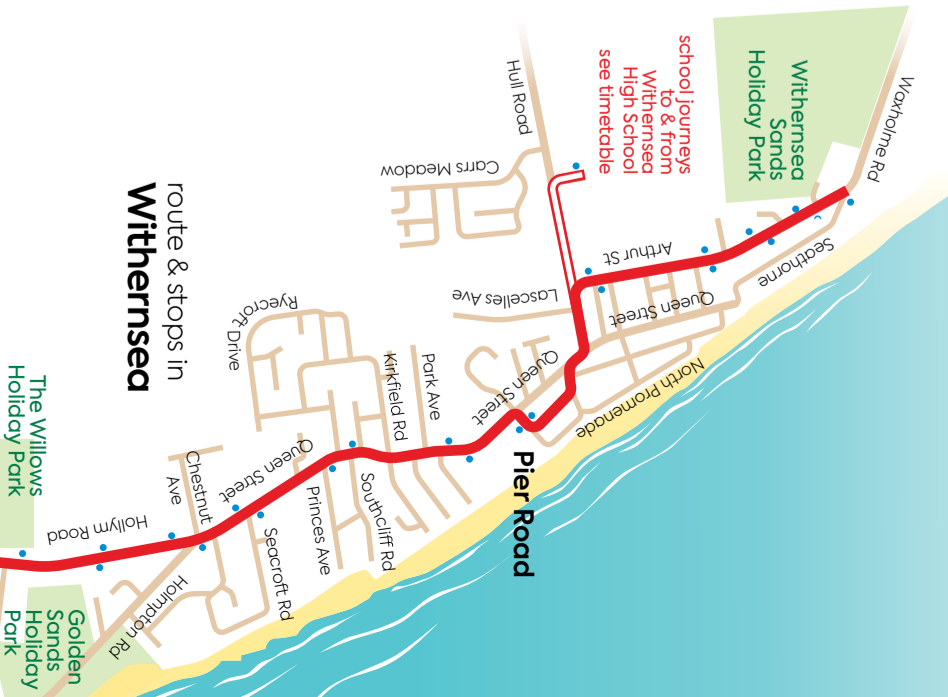 Waxholme Rd
Withernsea
Sands
Holiday Park
school journeys
to & from
Withernsea
High School
see timetable
Hull Road
Carrs Meadow
Seathorne
Arthur St
Queen Street
Lascelles Ave
North Promenade
Queen Street
Queen Street
Pier Road
route & stops in
Withernsea
Ryecroft
Drive
Kirkfield Rd
Park Ave
Southcliff Rd
Princes Ave
Queen Street
Seacroft Rd
Chestnut
Ave
Hollym Road
Holmpton Rd
The Willows
Holiday Park
Golden
Sands
Holiday
Park